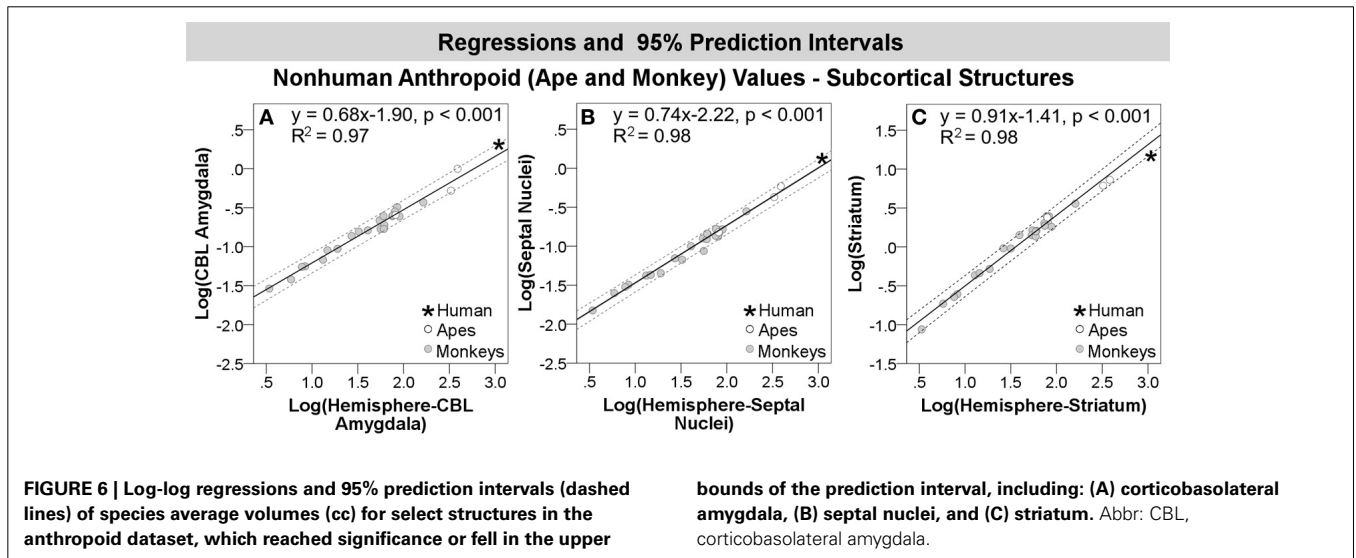 Regressions and 95% Prediction Intervals
Nonhuman Anthropoid (Ape and Monkey) Values - Subcortical Structures
A
y = 0.68x-1.90, p < 0.001
R² = 0.97
Log(CBL Amygdala)
.5
.0
-.5
-1.0
-1.5
-2.0
-2.5
* Human
○ Apes
● Monkeys
.5 1.0 1.5 2.0 2.5 3.0
Log(Hemisphere-CBL
Amygdala)
B
y = 0.74x-2.22, p < 0.001
R² = 0.98
Log(Septal Nuclei)
.5
.0
-.5
-1.0
-1.5
-2.0
-2.5
* Human
○ Apes
● Monkeys
.5 1.0 1.5 2.0 2.5 3.0
Log(Hemisphere-Septal
Nuclei)
C
y = 0.91x-1.41, p < 0.001
R² = 0.98
Log(Striatum)
1.5
1.0
.5
.0
-.5
-1.0
-1.5
* Human
○ Apes
● Monkeys
.5 1.0 1.5 2.0 2.5 3.0
Log(Hemisphere-Striatum)
FIGURE 6 | Log-log regressions and 95% prediction intervals (dashed
lines) of species average volumes (cc) for select structures in the
anthropoid dataset, which reached significance or fell in the upper
bounds of the prediction interval, including: (A) corticobasolateral
amygdala, (B) septal nuclei, and (C) striatum. Abbr: CBL,
corticobasolateral amygdala.